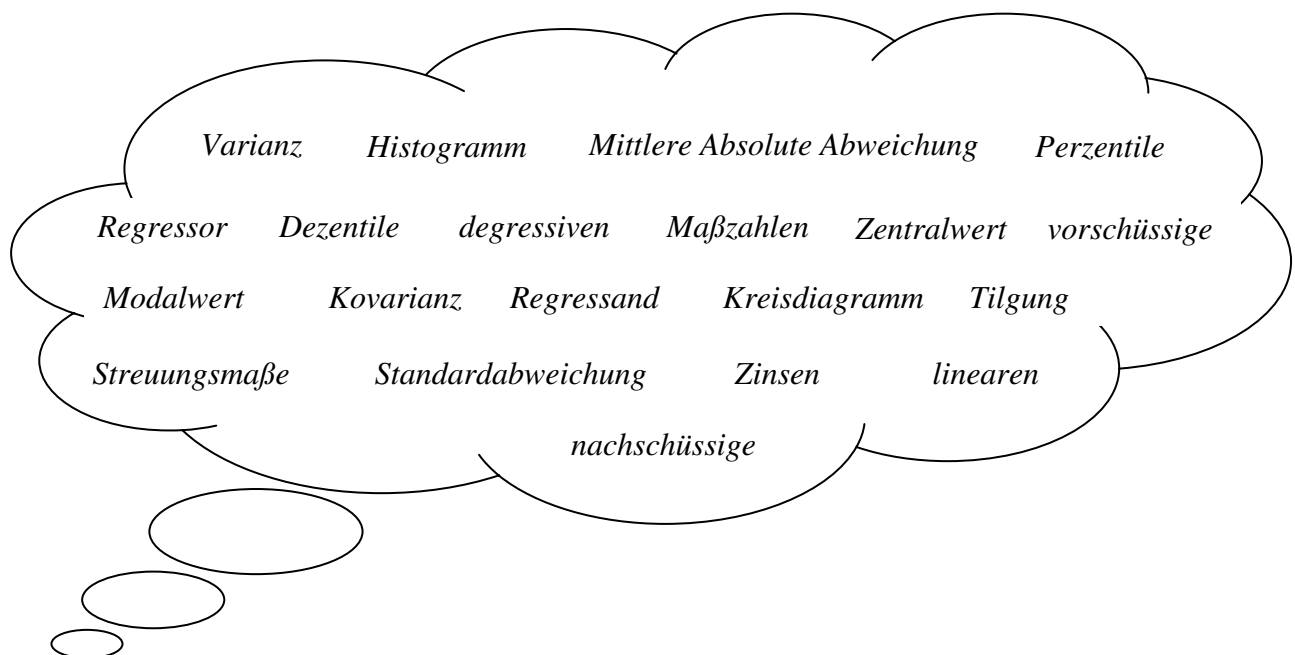 Varianz Histogramm Mittlere Absolute Abweichung Perzentile
Regressor Dezentile degressiven Maßzahlen Zentralwert vorschüssige
Modalwert Kovarianz Regressand Kreisdiagramm Tilgung
Streuungsmaße Standardabweichung Zinsen linearen
nachschüssige